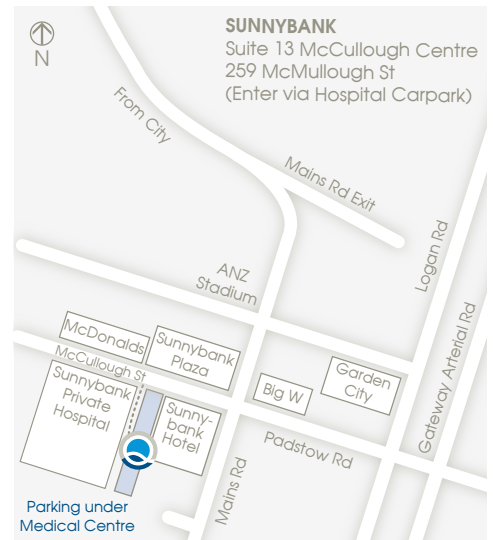 SUNNYBANK
Suite 13 McCullough Centre
259 McMullough St
(Enter via Hospital Carpark)
N
From City
Mains Rd Exit
Logan Rd
ANZ
Stadium
Gateway Arterial Rd
McDonalds
Sunnybank
Plaza
McCullough St
Garden
City
Big W
Sunnybank
Private
Hospital
Sunny-
bank
Hotel
Padstow Rd
Mains Rd
Parking under
Medical Centre